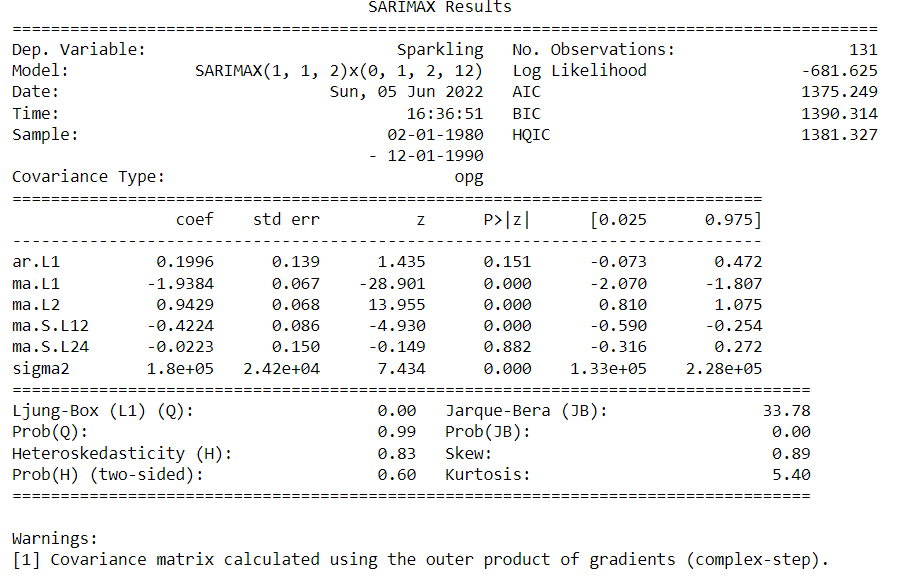 SARIMAX Results
==========================================================================================
Dep. Variable: Sparkling No. Observations: 131
Model: SARIMAX(1, 1, 2)x(0, 1, 2, 12) Log Likelihood -681.625
Date: Sun, 05 Jun 2022 AIC 1375.249
Time: 16:36:51 BIC 1390.314
Sample: 02-01-1980 HQIC 1381.327
- 12-01-1990
Covariance Type: opg
==============================================================================
coef std err z P>|z| [0.025 0.975]
------------------------------------------------------------------------------
ar.L1 0.1996 0.139 1.435 0.151 -0.073 0.472
ma.L1 -1.9384 0.067 -28.901 0.000 -2.070 -1.807
ma.L2 0.9429 0.068 13.955 0.000 0.810 1.075
ma.S.L12 -0.4224 0.086 -4.930 0.000 -0.590 -0.254
ma.S.L24 -0.0223 0.150 -0.149 0.882 -0.316 0.272
sigma2 1.8e+05 2.42e+04 7.434 0.000 1.33e+05 2.28e+05
===================================================================================
Ljung-Box (L1) (Q): 0.00 Jarque-Bera (JB): 33.78
Prob(Q): 0.99 Prob(JB): 0.00
Heteroskedasticity (H): 0.83 Skew: 0.89
Prob(H) (two-sided): 0.60 Kurtosis: 5.40
===================================================================================
Warnings:
[1] Covariance matrix calculated using the outer product of gradients (complex-step).